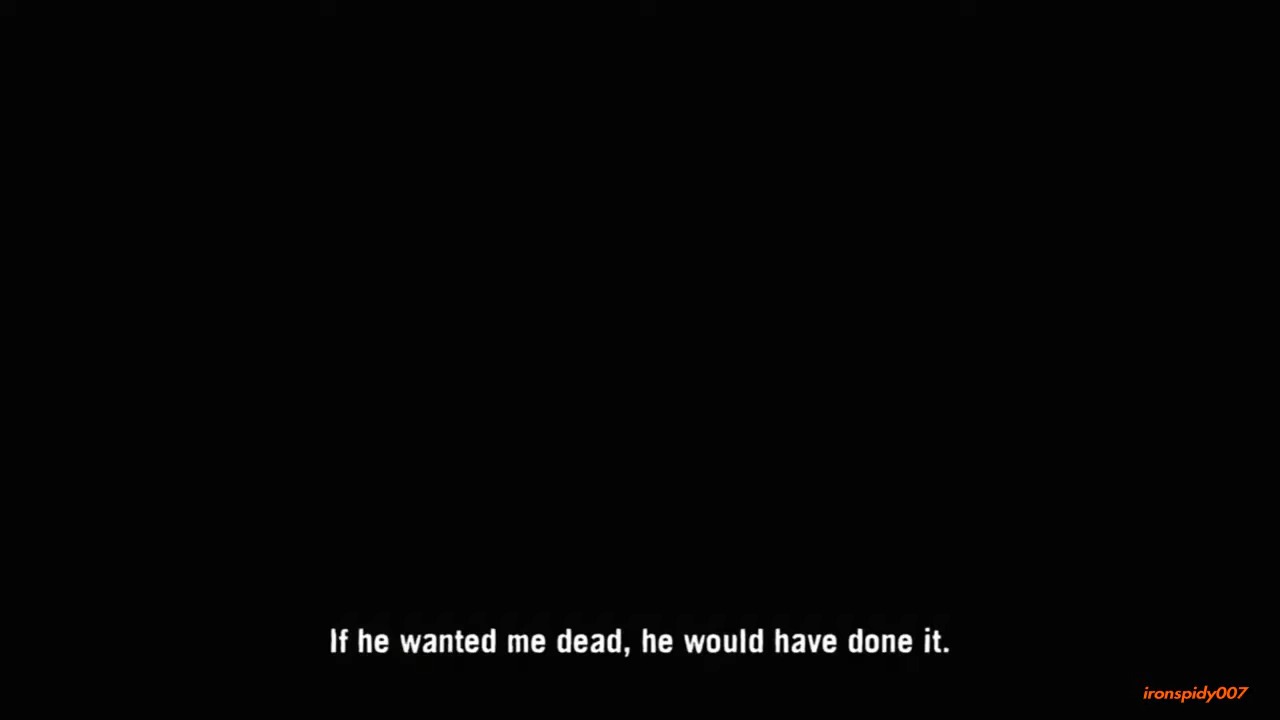 If he wanted me dead, he would have done it.
ironspidy007